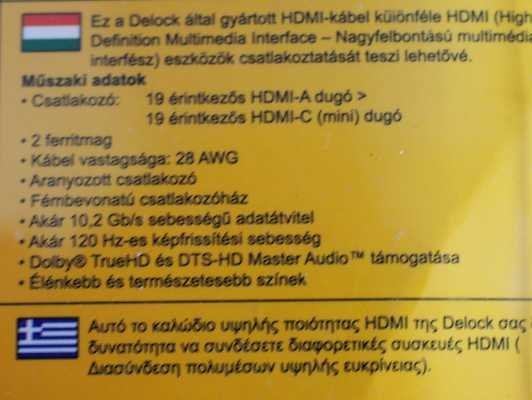 Ez a Delock által gyártott HDMI-kábel különféle HDMI (High
Definition Multimedia Interface – Nagyfelbontású multimédia
interfész) eszközök csatlakoztatását teszi lehetővé.
Műszaki adatok
• Csatlakozó: 19 érintkezős HDMI-A dugó >
19 érintkezős HDMI-C (mini) dugó
• 2 ferritmag
• Kábel vastagsága: 28 AWG
• Aranyozott csatlakozó
• Fémbevonatú csatlakozóház
• Akár 10,2 Gb/s sebességű adatátvitel
• Akár 120 Hz-es képfrissítési sebesség
• Dolby® TrueHD és DTS-HD Master Audio™ támogatása
• Élénkebb és természetesebb színek
Αυτό το καλώδιο υψηλής ποιότητας HDMI της Delock σας
δυνατότητα να συνδέσετε διαφορετικές συσκευές HDMI (
Διασύνδεση πολυμέσων υψηλής ευκρίνειας).